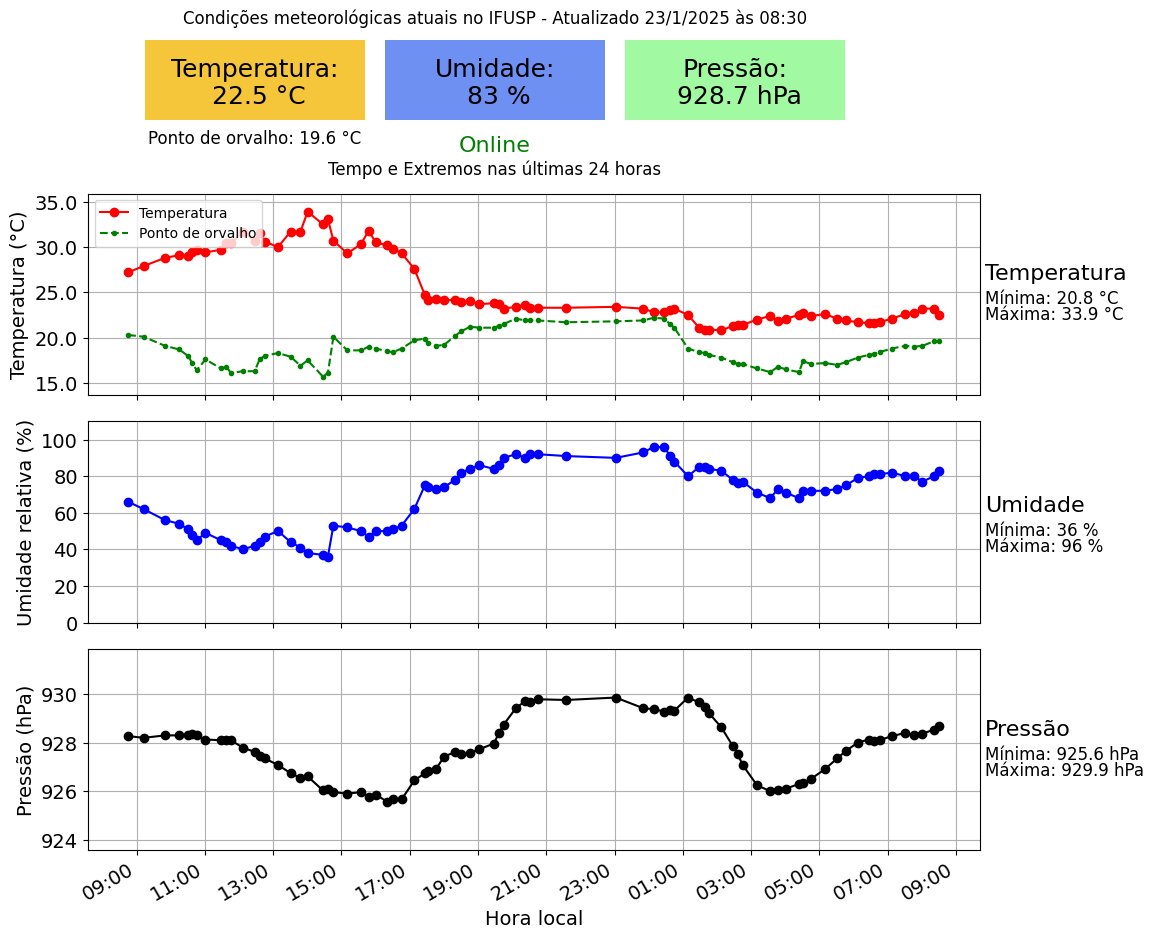 Condições meteorológicas atuais no IFUSP - Atualizado 23/1/2025 às 08:30
Temperatura:
22.5 °C
Umidade:
83 %
Pressão:
928.7 hPa
Ponto de orvalho: 19.6 °C
Online
Tempo e Extremos nas últimas 24 horas
Temperatura (°C)
35.0
30.0
25.0
20.0
15.0
Temperatura
Ponto de orvalho
Temperatura
Mínima: 20.8 °C
Máxima: 33.9 °C
Umidade relativa (%)
100
80
60
40
20
0
Umidade
Mínima: 36 %
Máxima: 96 %
Pressão (hPa)
930
928
926
924
Pressão
Mínima: 925.6 hPa
Máxima: 929.9 hPa
09:00
11:00
13:00
15:00
17:00
19:00
21:00
23:00
01:00
03:00
05:00
07:00
09:00
Hora local